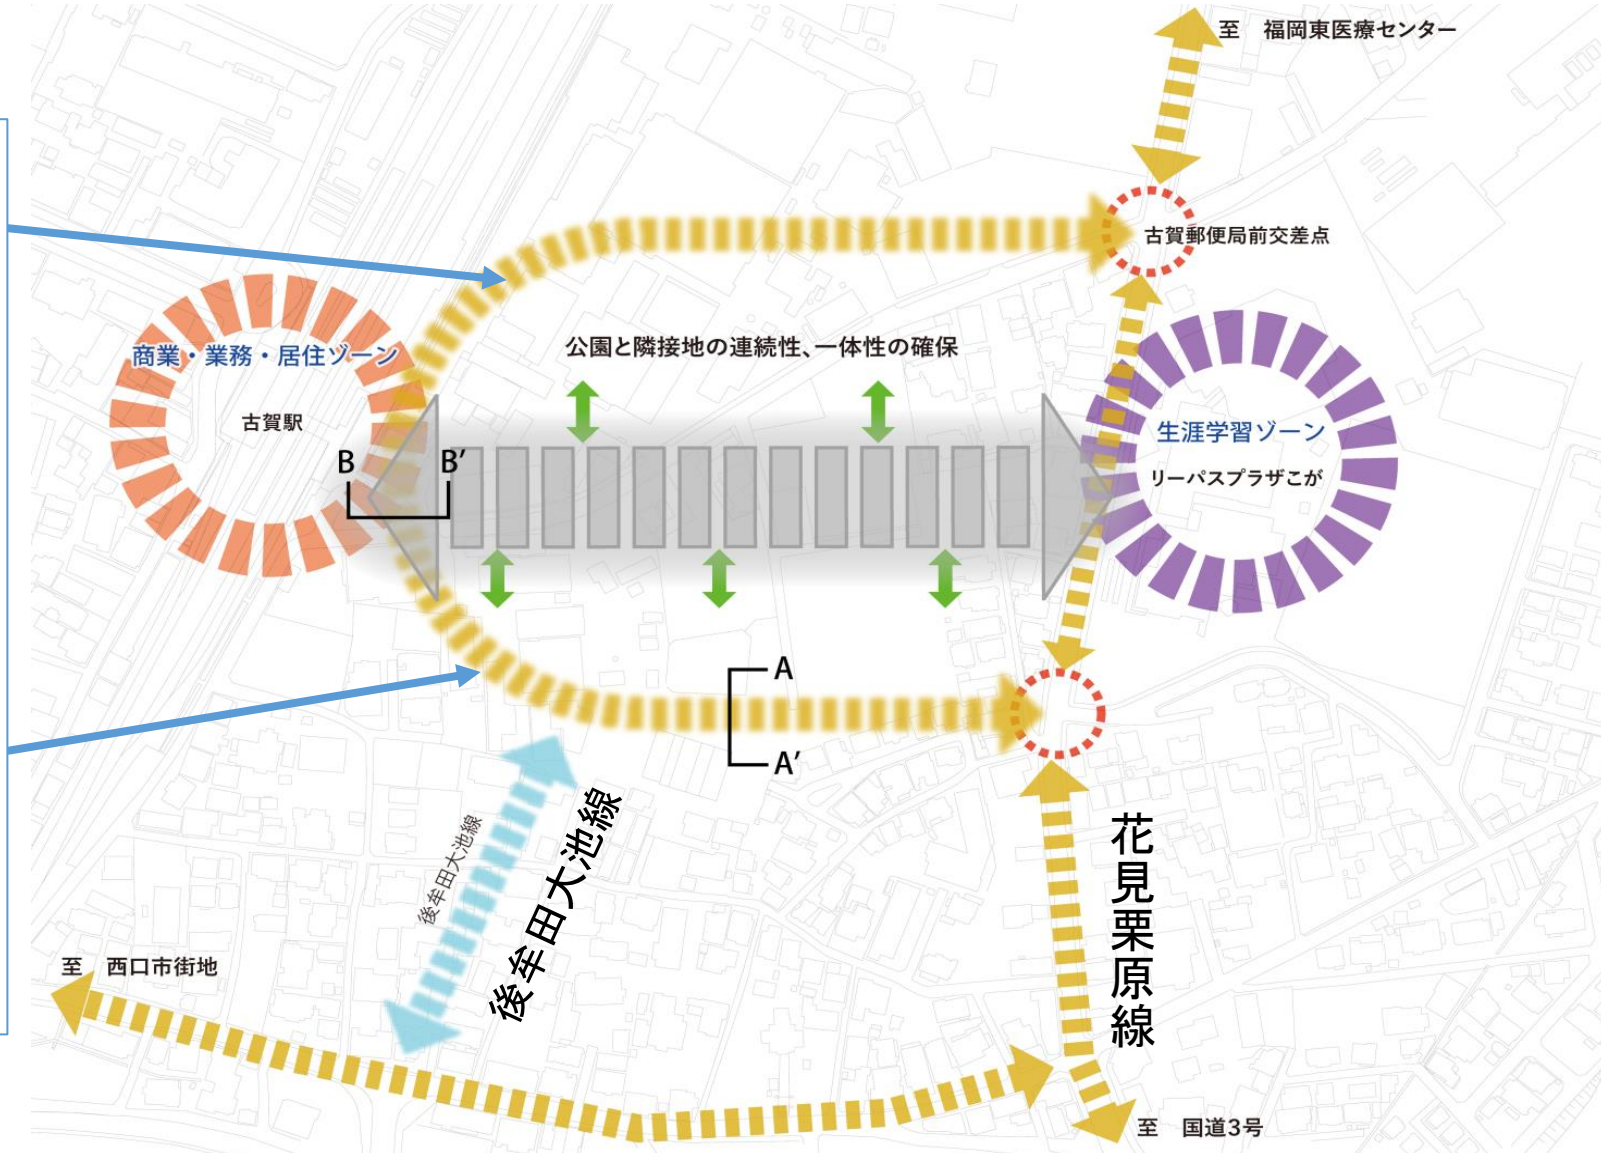 至　福岡東医療センター
古賀郵便局前交差点
商業・業務・居住ゾーン
古賀駅
公園と隣接地の連続性、一体性の確保
生涯学習ゾーン
リーパスプラザこが
B
B′
A
A′
後牟田大池線
後牟田大池線
花見栗原線
至　西口市街地
至　国道3号